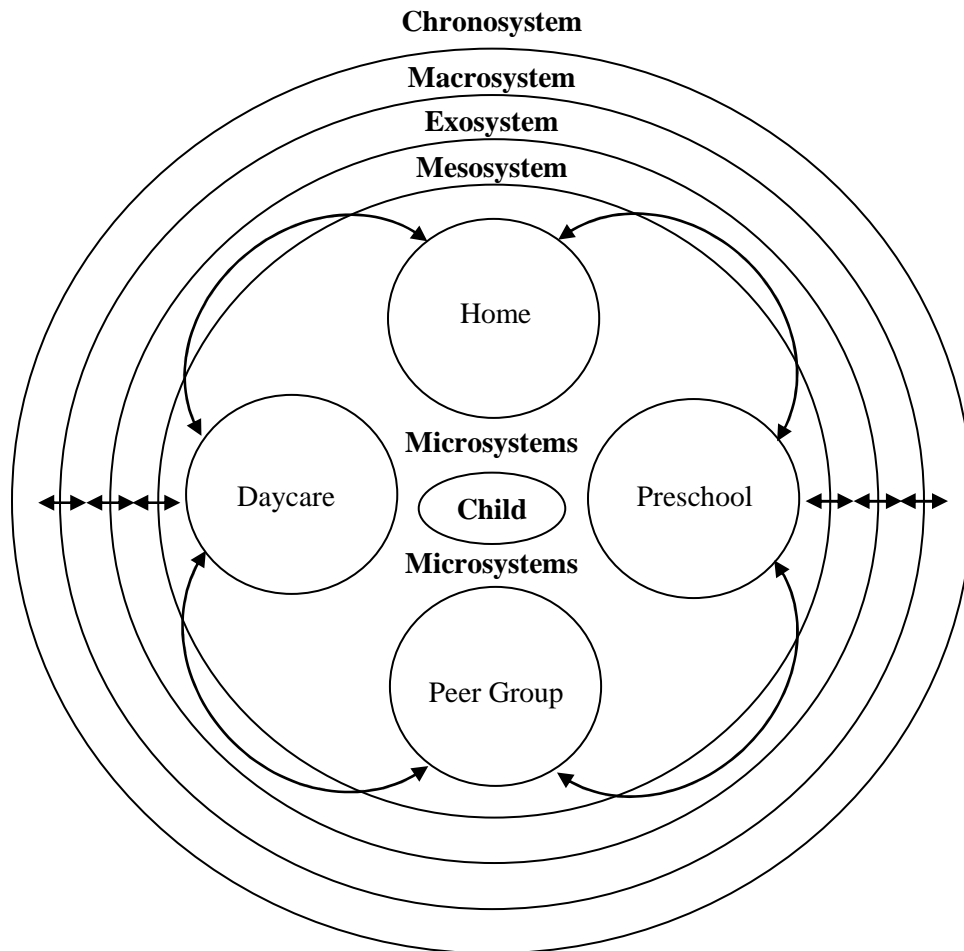 Chronosystem
Macrosystem
Exosystem
Mesosystem
Home
Microsystems
Daycare
Child
Preschool
Microsystems
Peer Group